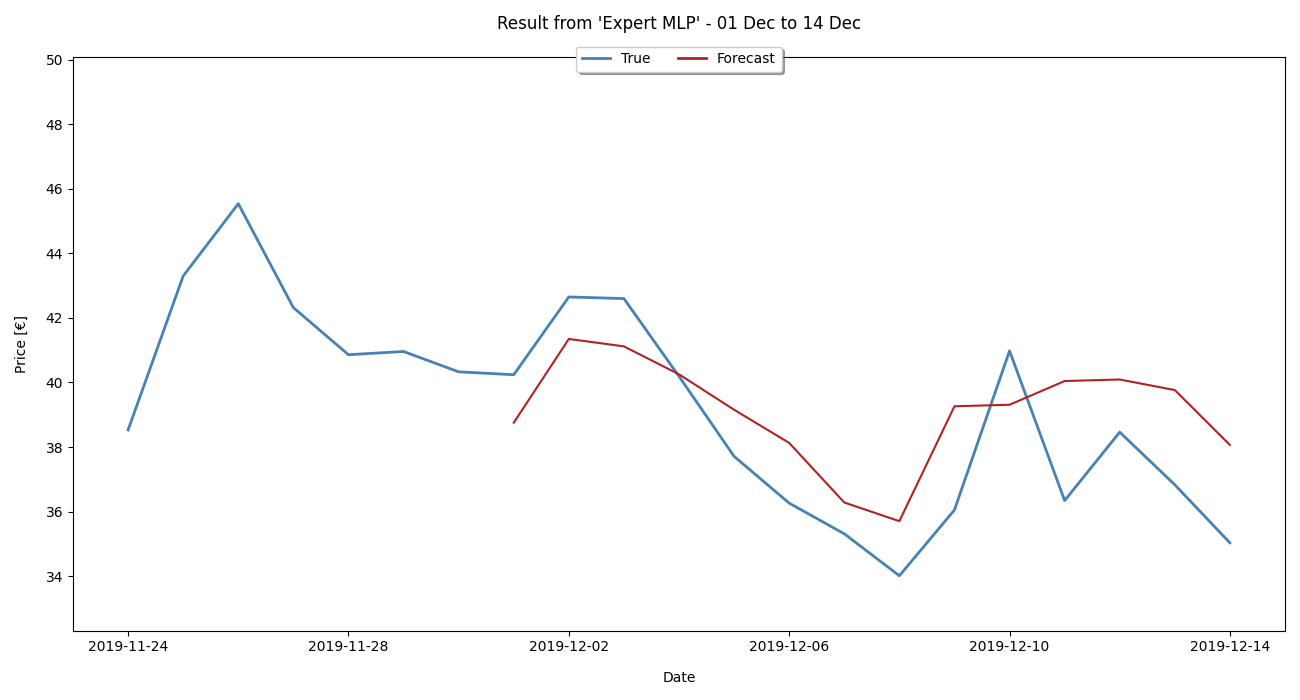 Result from 'Expert MLP' - 01 Dec to 14 Dec
True Forecast
50
48
46
44
42
40
38
36
34
Price [€]
2019-11-24 2019-11-28 2019-12-02 2019-12-06 2019-12-10 2019-12-14
Date